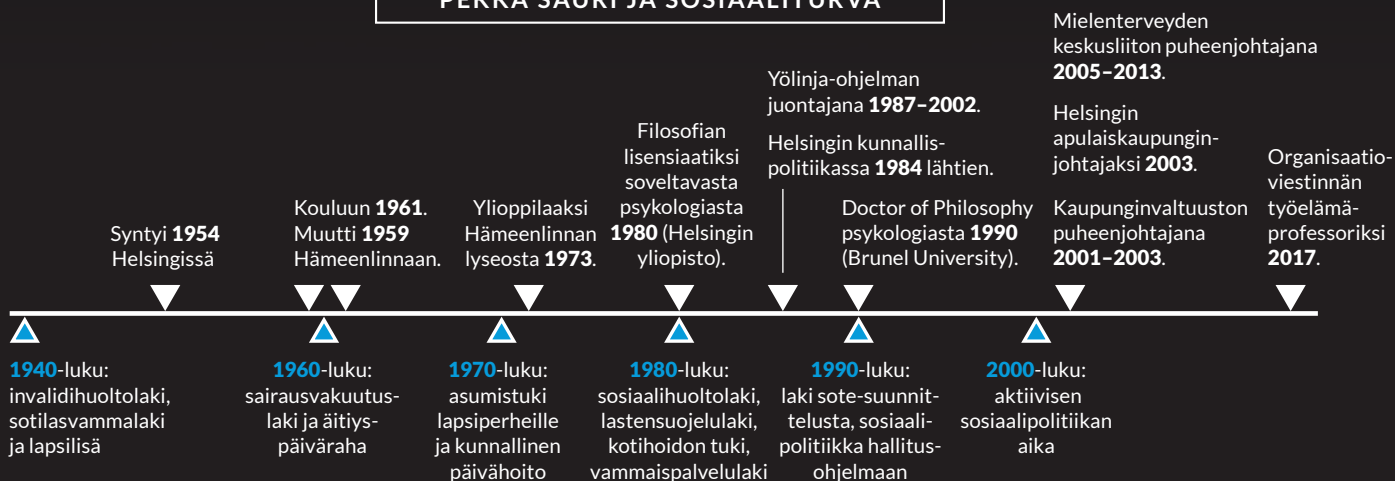 PEKKA SAURI JA SOSIAALITURVA
Syntyi 1954
Helsingissä
Kouluun 1961.
Muutti 1959
Hämeenlinnaan.
Ylioppilaaksi
Hämeenlinnan
lyseosta 1973.
Filosofian
lisensiaatiksi
soveltavasta
psykologiasta
1980 (Helsingin
yliopisto).
Yölinja-ohjelman
juontajana 1987–2002.
Helsingin kunnallis-
politiikassa 1984 lähtien.
Doctor of Philosophy
psykologiasta 1990
(Brunel University).
Mielenterveyden
keskusliiton puheenjohtajana
2005–2013.
Helsingin
apulaiskaupungin-
johtajaksi 2003.
Kaupunginvaltuuston
puheenjohtajana
2001–2003.
Organisaatio-
viestinnän
työelämä-
professoriksi
2017.
1940-luku:
invalidihuoltolaki,
sotilasvammalaki
ja lapsilisä
1960-luku:
sairausvakuutus-
laki ja äitiys-
päiväraha
1970-luku:
asumistuki
lapsiperheille
ja kunnallinen
päivähoito
1980-luku:
sosiaalihuoltolaki,
lastensuojelulaki,
kotihoidon tuki,
vammaispalvelulaki
1990-luku:
laki sote-suunnit-
telusta, sosiaali-
politiikka hallitus-
ohjelmaan
2000-luku:
aktiivisen
sosiaalipolitiikan
aika